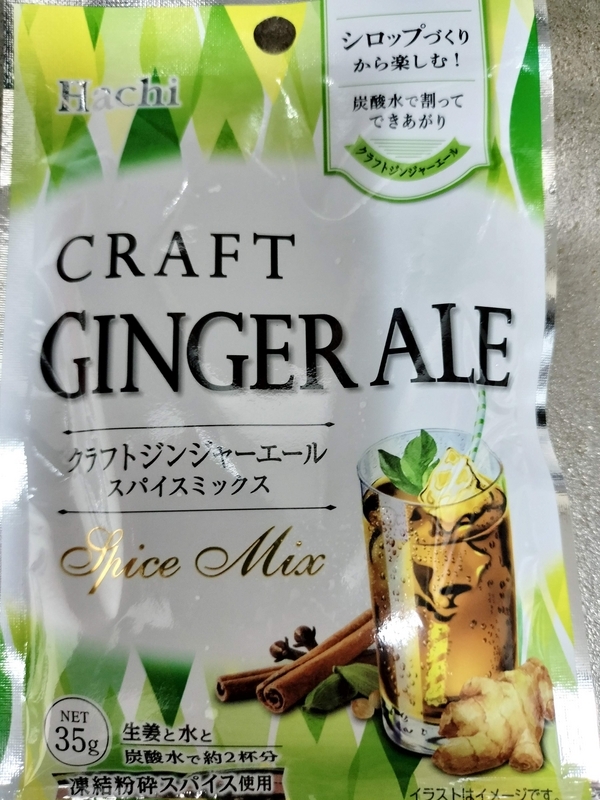 シロップづくり
から楽しむ！
炭酸水で割って
できあがり
クラフトジンジャーエール
Hachi
CRAFT
GINGER ALE
クラフトジンジャーエール
スパイスミックス
Spice Mix
NET
35g
生姜と水と
炭酸水で約2杯分
凍結粉砕スパイス使用
イラストはイメージです。